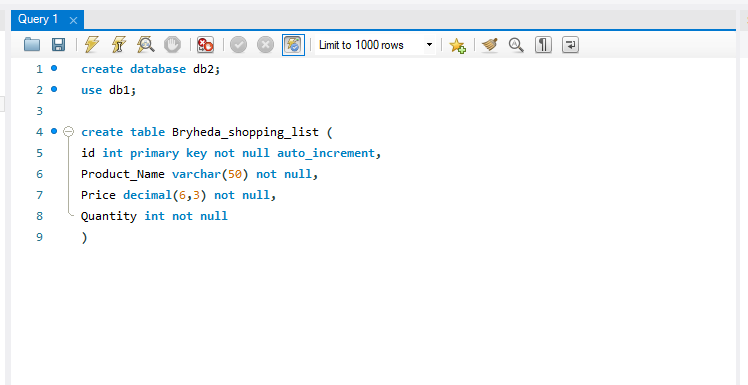 Query 1
Limit to 1000 rows
1 create database db2;
2 use db1;
3
4 create table Bryheda_shopping_list (
5 id int primary key not null auto_increment,
6 Product_Name varchar(50) not null,
7 Price decimal(6,3) not null,
8 Quantity int not null
9 )